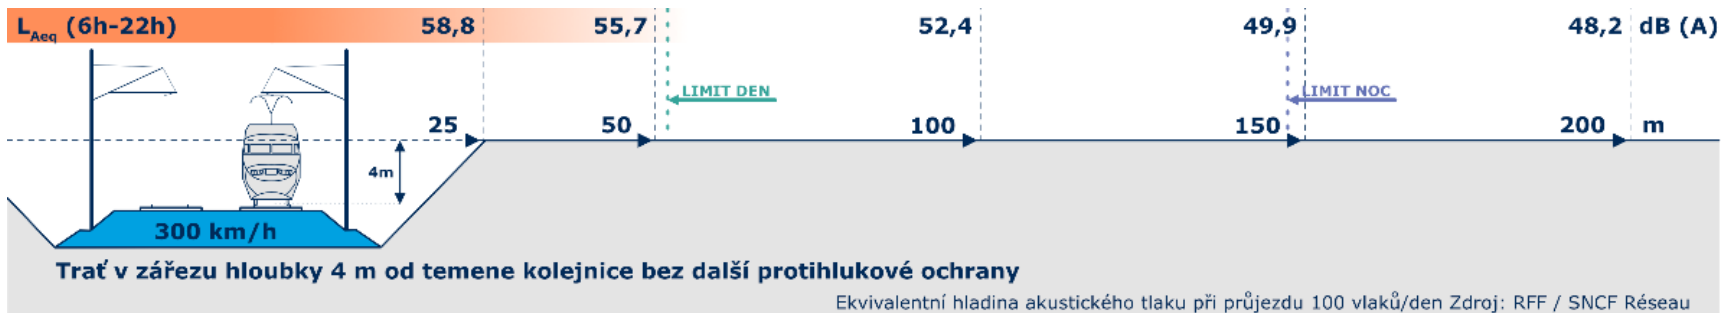 LAeq (6h-22h) 58,8 55,7 52,4 49,9 48,2 dB (A)
LIMIT DEN LIMIT NOC
25 50 100 150 200 m
4m
300 km/h
Trať v zářezu hloubky 4 m od temene kolejnice bez další protihlukové ochrany
Ekvivalentní hladina akustického tlaku při průjezdu 100 vlaků/den Zdroj: RFF / SNCF Réseau